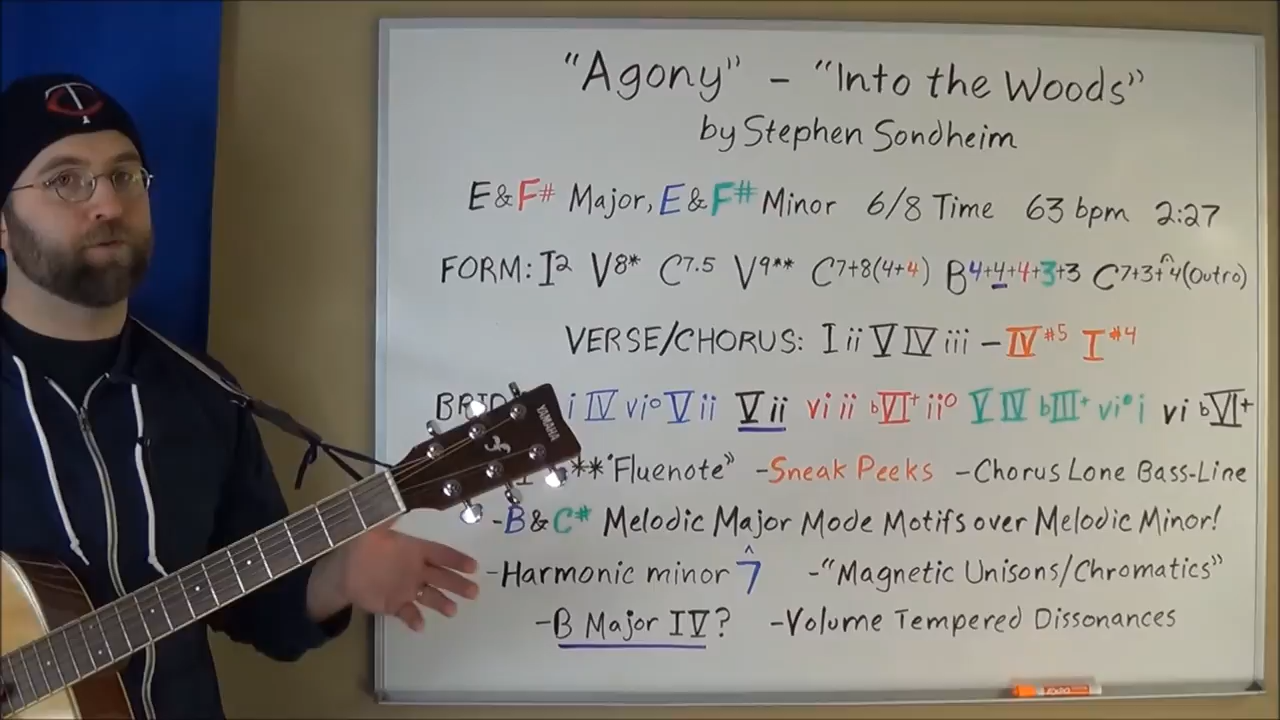 "Agony" – "Into the Woods"
by Stephen Sondheim
E & F# Major, E & F# Minor 6/8 Time 63 bpm 2:27
FORM: I2 V8* C7.5 V9** C7+8(4+4) B4+4+4+3+3 C7+3+4(Outro)
VERSE/CHORUS: I ii V IV iii – IV#5 I#4
i IV vi° V ii V ii vi ii bVI+ ii° V IV bIII+ vi° i vi bVI+
**"Fluenote" -Sneak Peeks -Chorus Lone Bass-Line
-B & C# Melodic Major Mode Motifs over Melodic Minor!
-Harmonic minor ^7 -"Magnetic Unisons/Chromatics"
-B Major IV? -Volume Tempered Dissonances
YAMAHA
EXPO